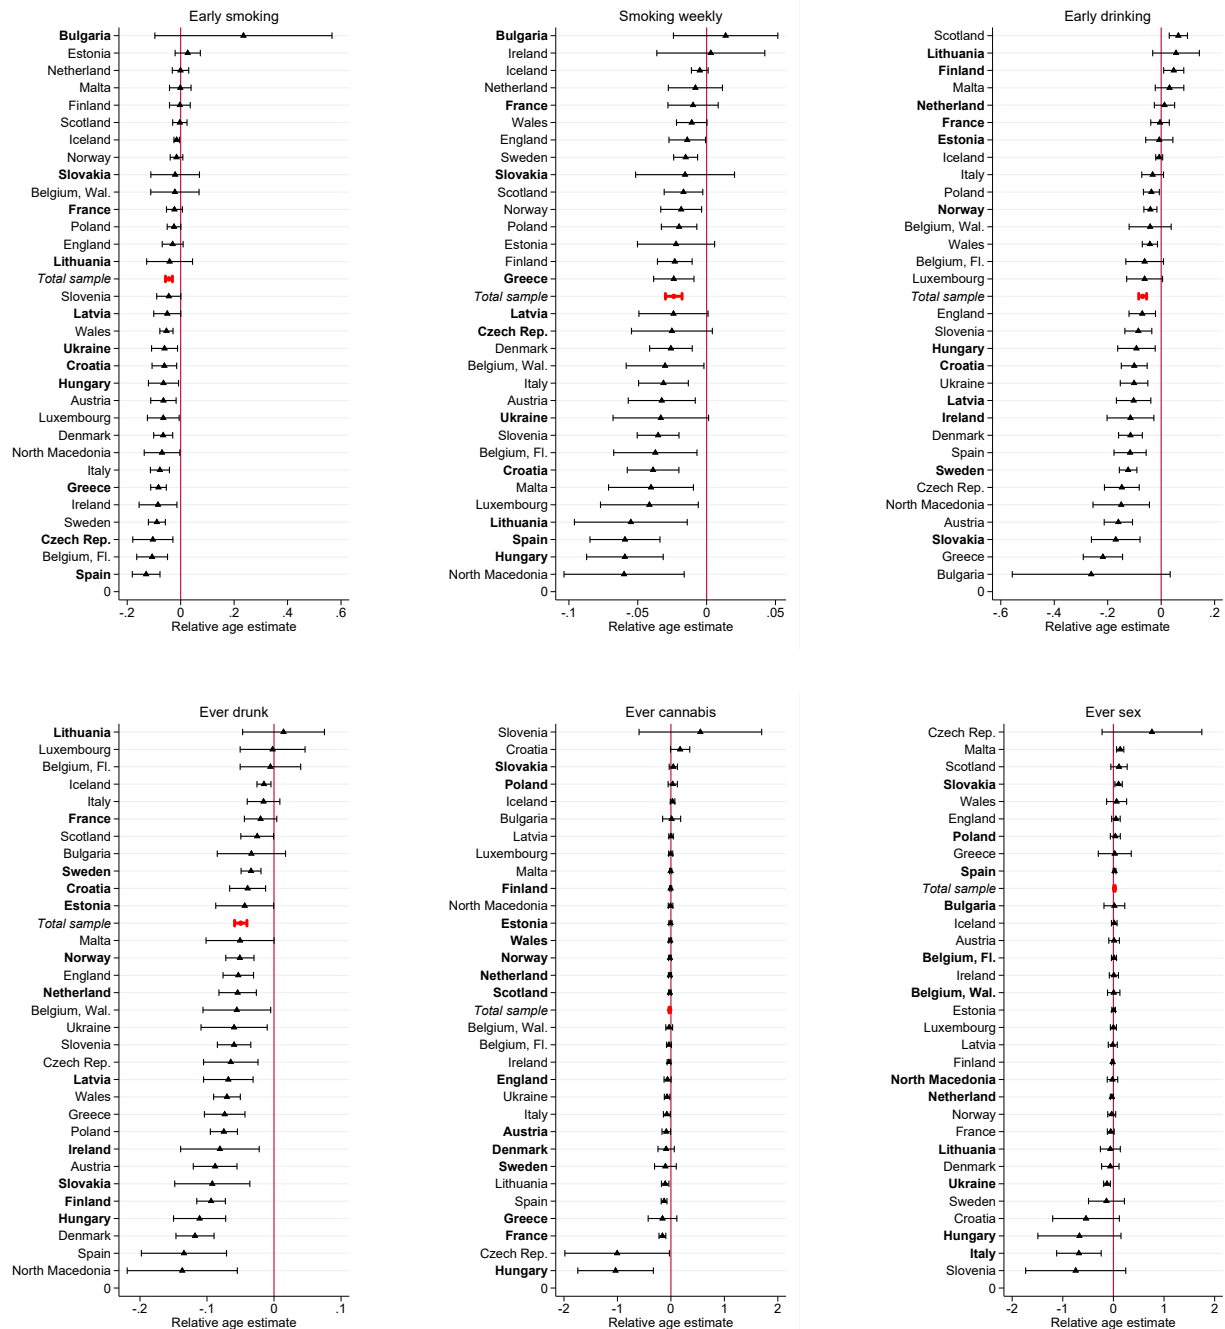 Early smoking
Bulgaria
Estonia
Netherland
Malta
Finland
Scotland
Iceland
Norway
Slovakia
Belgium, Wal.
France
Poland
England
Lithuania
Total sample
Slovenia
Latvia
Wales
Ukraine
Croatia
Hungary
Austria
Luxembourg
Denmark
North Macedonia
Italy
Greece
Ireland
Sweden
Czech Rep.
Belgium, Fl.
Spain
0
-.2 0 .2 .4 .6
Relative age estimate
Smoking weekly
Bulgaria
Ireland
Iceland
Netherland
France
Wales
England
Sweden
Slovakia
Scotland
Norway
Poland
Estonia
Finland
Greece
Total sample
Latvia
Czech Rep.
Denmark
Belgium, Wal.
Italy
Austria
Ukraine
Slovenia
Belgium, Fl.
Croatia
Malta
Luxembourg
Lithuania
Spain
Hungary
North Macedonia
0
-.1 -.05 0 .05
Relative age estimate
Early drinking
Scotland
Lithuania
Finland
Malta
Netherland
France
Estonia
Iceland
Italy
Poland
Norway
Belgium, Wal.
Wales
Belgium, Fl.
Luxembourg
Total sample
England
Slovenia
Hungary
Croatia
Ukraine
Latvia
Ireland
Denmark
Spain
Sweden
Czech Rep.
North Macedonia
Austria
Slovakia
Greece
Bulgaria
0
-.6 -.4 -.2 0 .2
Relative age estimate
Ever drunk
Lithuania
Luxembourg
Belgium, Fl.
Iceland
Italy
France
Scotland
Bulgaria
Sweden
Croatia
Estonia
Total sample
Malta
Norway
England
Netherland
Belgium, Wal.
Ukraine
Slovenia
Czech Rep.
Latvia
Wales
Greece
Poland
Ireland
Austria
Slovakia
Finland
Hungary
Denmark
Spain
North Macedonia
0
-.2 -.1 0 .1
Relative age estimate
Ever cannabis
Slovenia
Croatia
Slovakia
Poland
Iceland
Bulgaria
Latvia
Luxembourg
Malta
Finland
North Macedonia
Estonia
Wales
Norway
Netherland
Scotland
Total sample
Belgium, Wal.
Belgium, Fl.
Ireland
England
Ukraine
Italy
Austria
Denmark
Sweden
Lithuania
Spain
Greece
France
Czech Rep.
Hungary
0
-2 -1 0 1 2
Relative age estimate
Ever sex
Czech Rep.
Malta
Scotland
Slovakia
Wales
England
Poland
Greece
Spain
Total sample
Bulgaria
Iceland
Austria
Belgium, Fl.
Ireland
Belgium, Wal.
Estonia
Luxembourg
Latvia
Finland
North Macedonia
Netherland
Norway
France
Lithuania
Denmark
Ukraine
Sweden
Croatia
Hungary
Italy
Slovenia
0
-2 -1 0 1 2
Relative age estimate